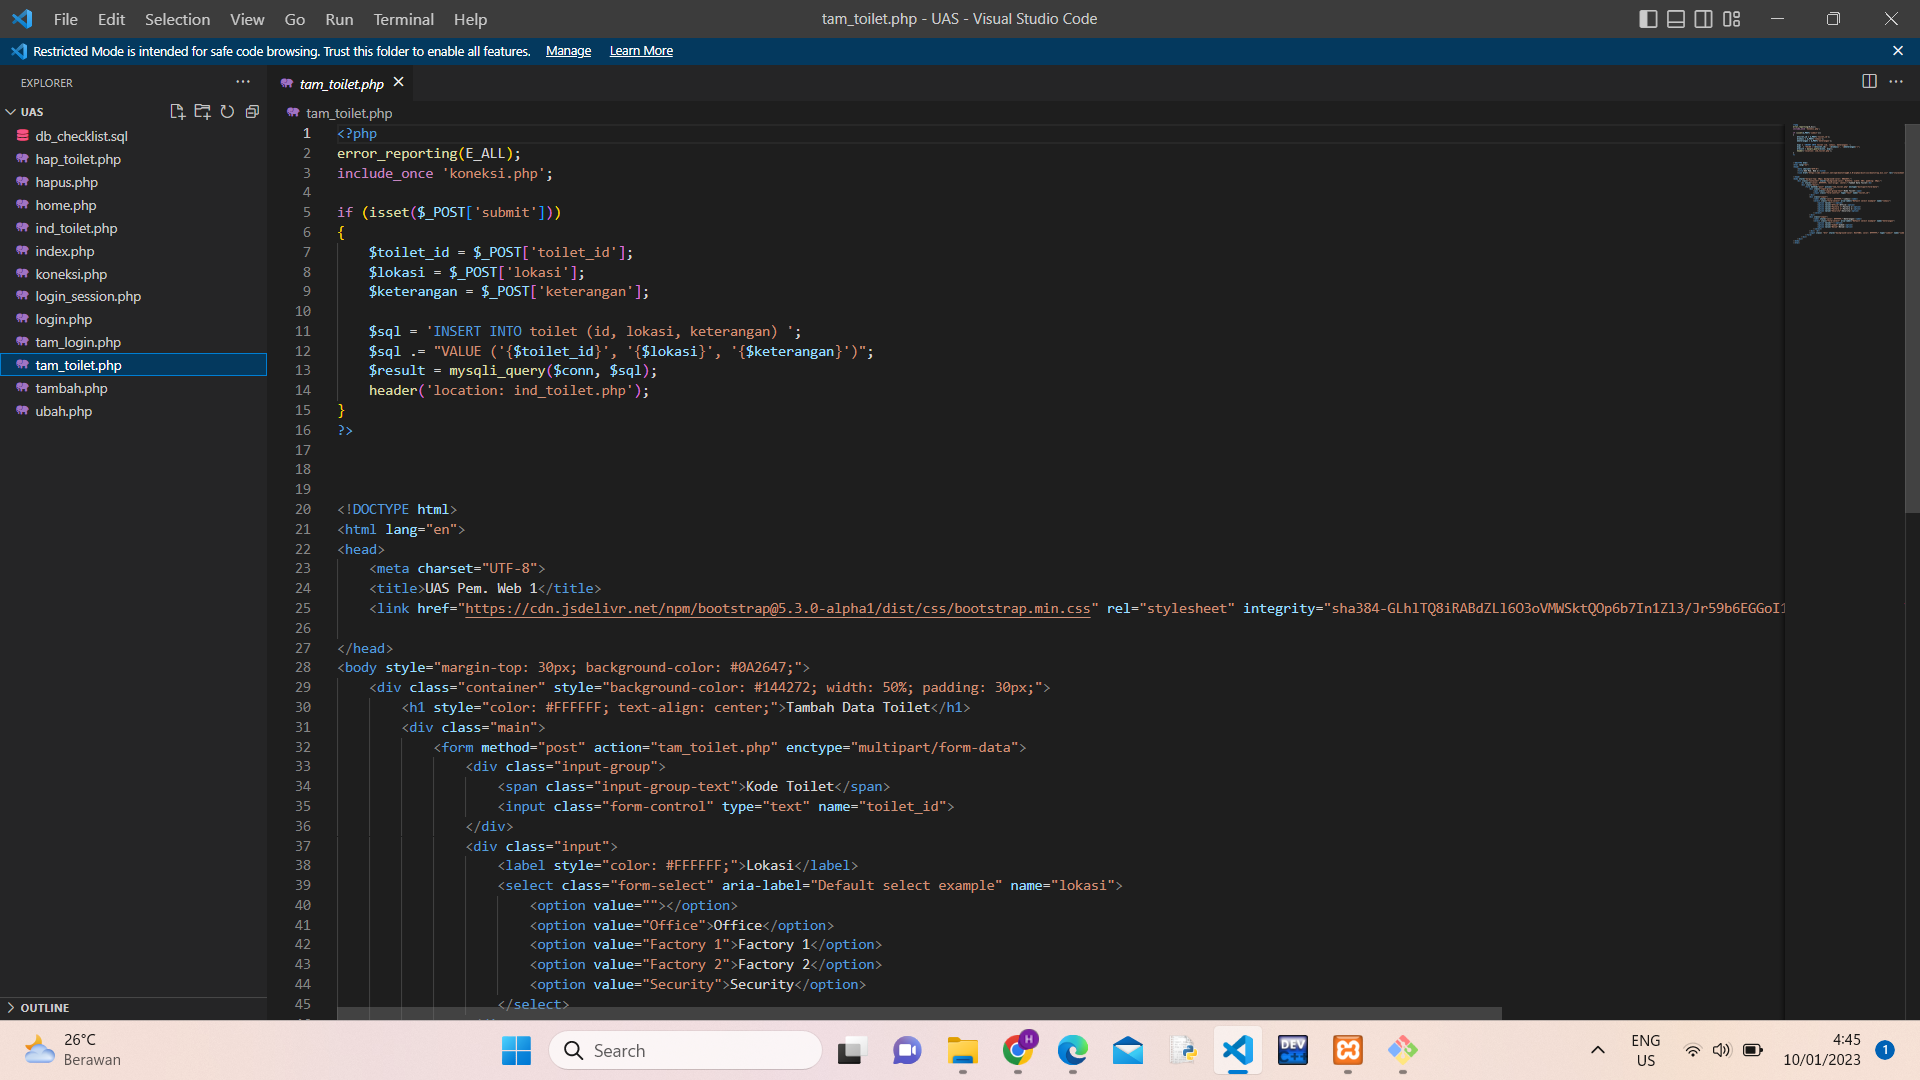 File Edit Selection View Go Run Terminal Help
tam_toilet.php - UAS - Visual Studio Code
Restricted Mode is intended for safe code browsing. Trust this folder to enable all features. Manage Learn More
EXPLORER
UAS
db_checklist.sql
hap_toilet.php
hapus.php
home.php
ind_toilet.php
index.php
koneksi.php
login_session.php
login.php
tam_login.php
tam_toilet.php
tambah.php
ubah.php
OUTLINE
tam_toilet.php
tam_toilet.php
1 <?php
2 error_reporting(E_ALL);
3 include_once 'koneksi.php';
4
5 if (isset($_POST['submit']))
6 {
7 $toilet_id = $_POST['toilet_id'];
8 $lokasi = $_POST['lokasi'];
9 $keterangan = $_POST['keterangan'];
10
11 $sql = 'INSERT INTO toilet (id, lokasi, keterangan) ';
12 $sql .= "VALUE ('{$toilet_id}', '{$lokasi}', '{$keterangan}')";
13 $result = mysqli_query($conn, $sql);
14 header('location: ind_toilet.php');
15 }
16 ?>
17
18
19
20 <!DOCTYPE html>
21 <html lang="en">
22 <head>
23 <meta charset="UTF-8">
24 <title>UAS Pem. Web 1</title>
25 <link href="https://cdn.jsdelivr.net/npm/bootstrap@5.3.0-alpha1/dist/css/bootstrap.min.css" rel="stylesheet" integrity="sha384-GLhlTQ8iRABdZLl6O3oVMWSktQOp6b7In1Zl3/Jr59b6EGGoI1
26
27 </head>
28 <body style="margin-top: 30px; background-color: #0A2647;">
29 <div class="container" style="background-color: #144272; width: 50%; padding: 30px;">
30 <h1 style="color: #FFFFFF; text-align: center;">Tambah Data Toilet</h1>
31 <div class="main">
32 <form method="post" action="tam_toilet.php" enctype="multipart/form-data">
33 <div class="input-group">
34 <span class="input-group-text">Kode Toilet</span>
35 <input class="form-control" type="text" name="toilet_id">
36 </div>
37 <div class="input">
38 <label style="color: #FFFFFF;">Lokasi</label>
39 <select class="form-select" aria-label="Default select example" name="lokasi">
40 <option value=""></option>
41 <option value="Office">Office</option>
42 <option value="Factory 1">Factory 1</option>
43 <option value="Factory 2">Factory 2</option>
44 <option value="Security">Security</option>
45 </select>
26°C
Berawan
Search
H
DEV
ENG
US
4:45
10/01/2023
1